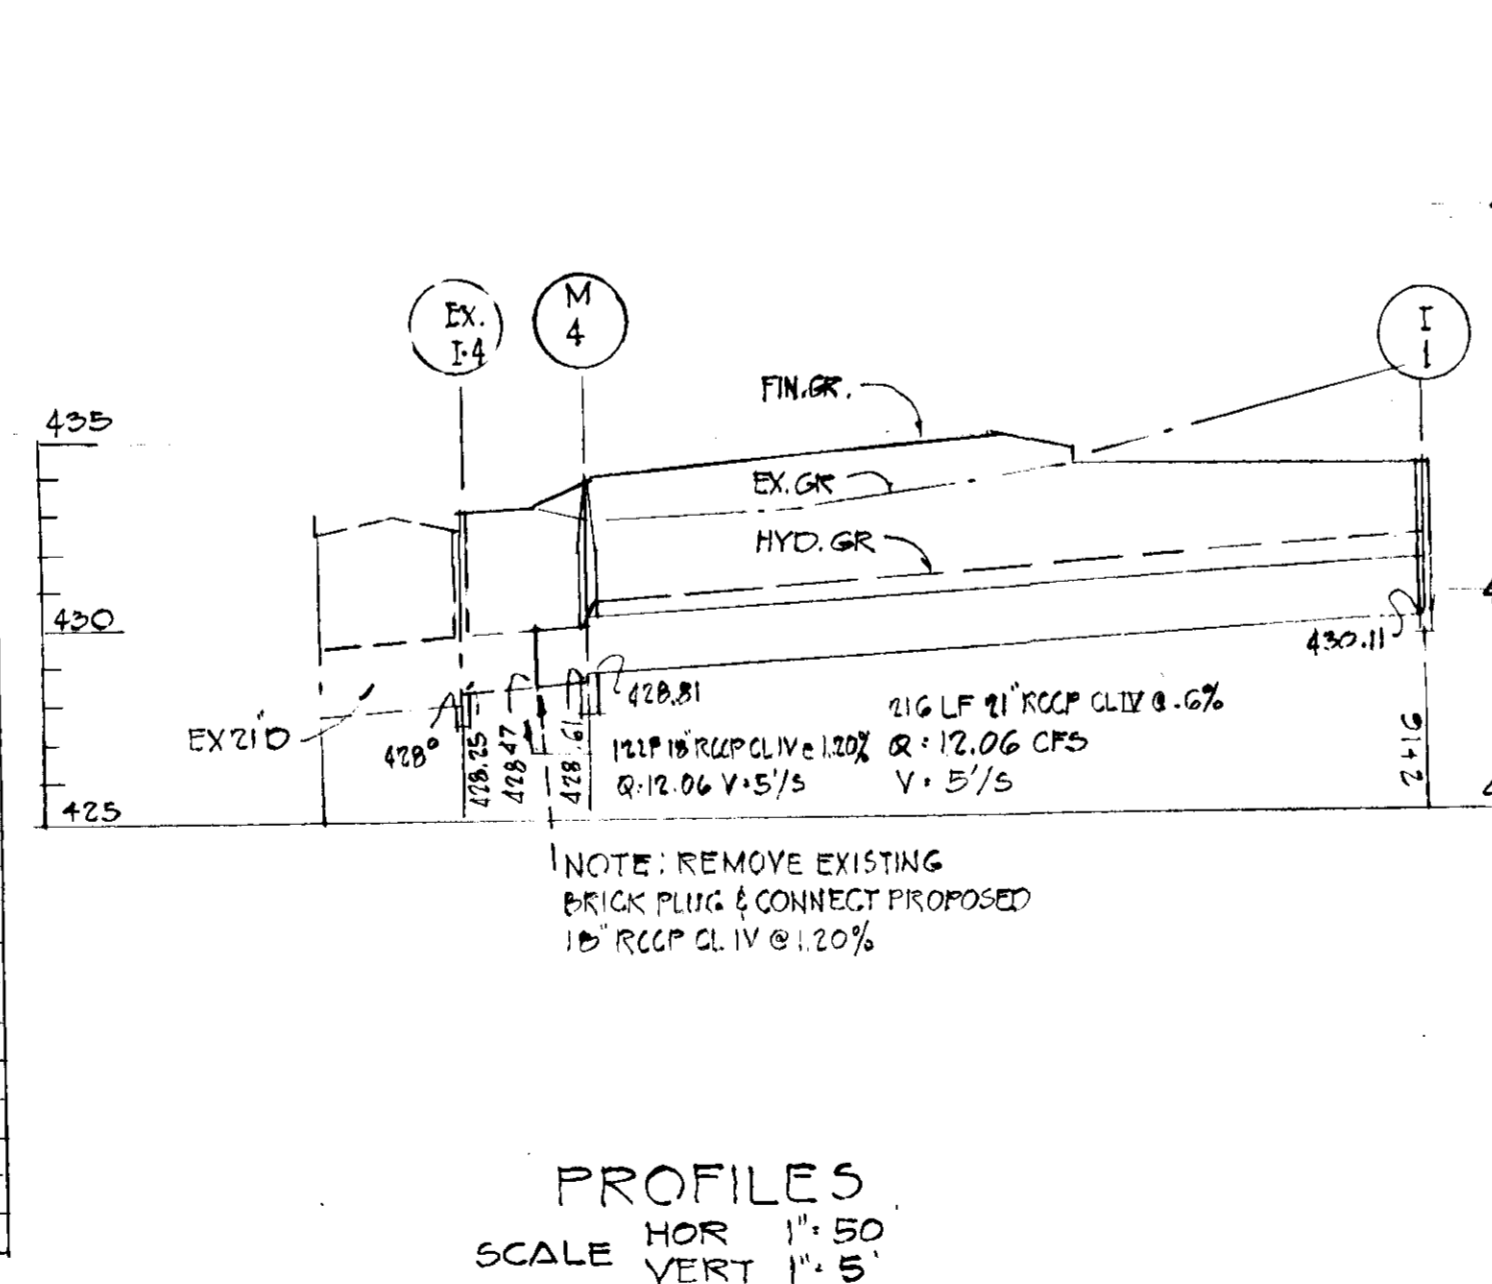 EX.
I-4
M
4
I
1
FIN.GR.
435
EX.GR
HYD.GR
430
430.11
428.81
216 LF 21" RCCP CL IV @ .6%
EX 21"D
428⁰
428.25
428.47
428.61
12LF 18" RCCP CL IV @ 1.20%
Q = 12.06 CFS
Q = 12.06 V = 5'/S
V = 5'/S
2+16
425
NOTE: REMOVE EXISTING
BRICK PLUG & CONNECT PROPOSED
18" RCCP CL. IV @ 1.20%
PROFILES
SCALE HOR 1" = 50'
VERT 1" = 5'